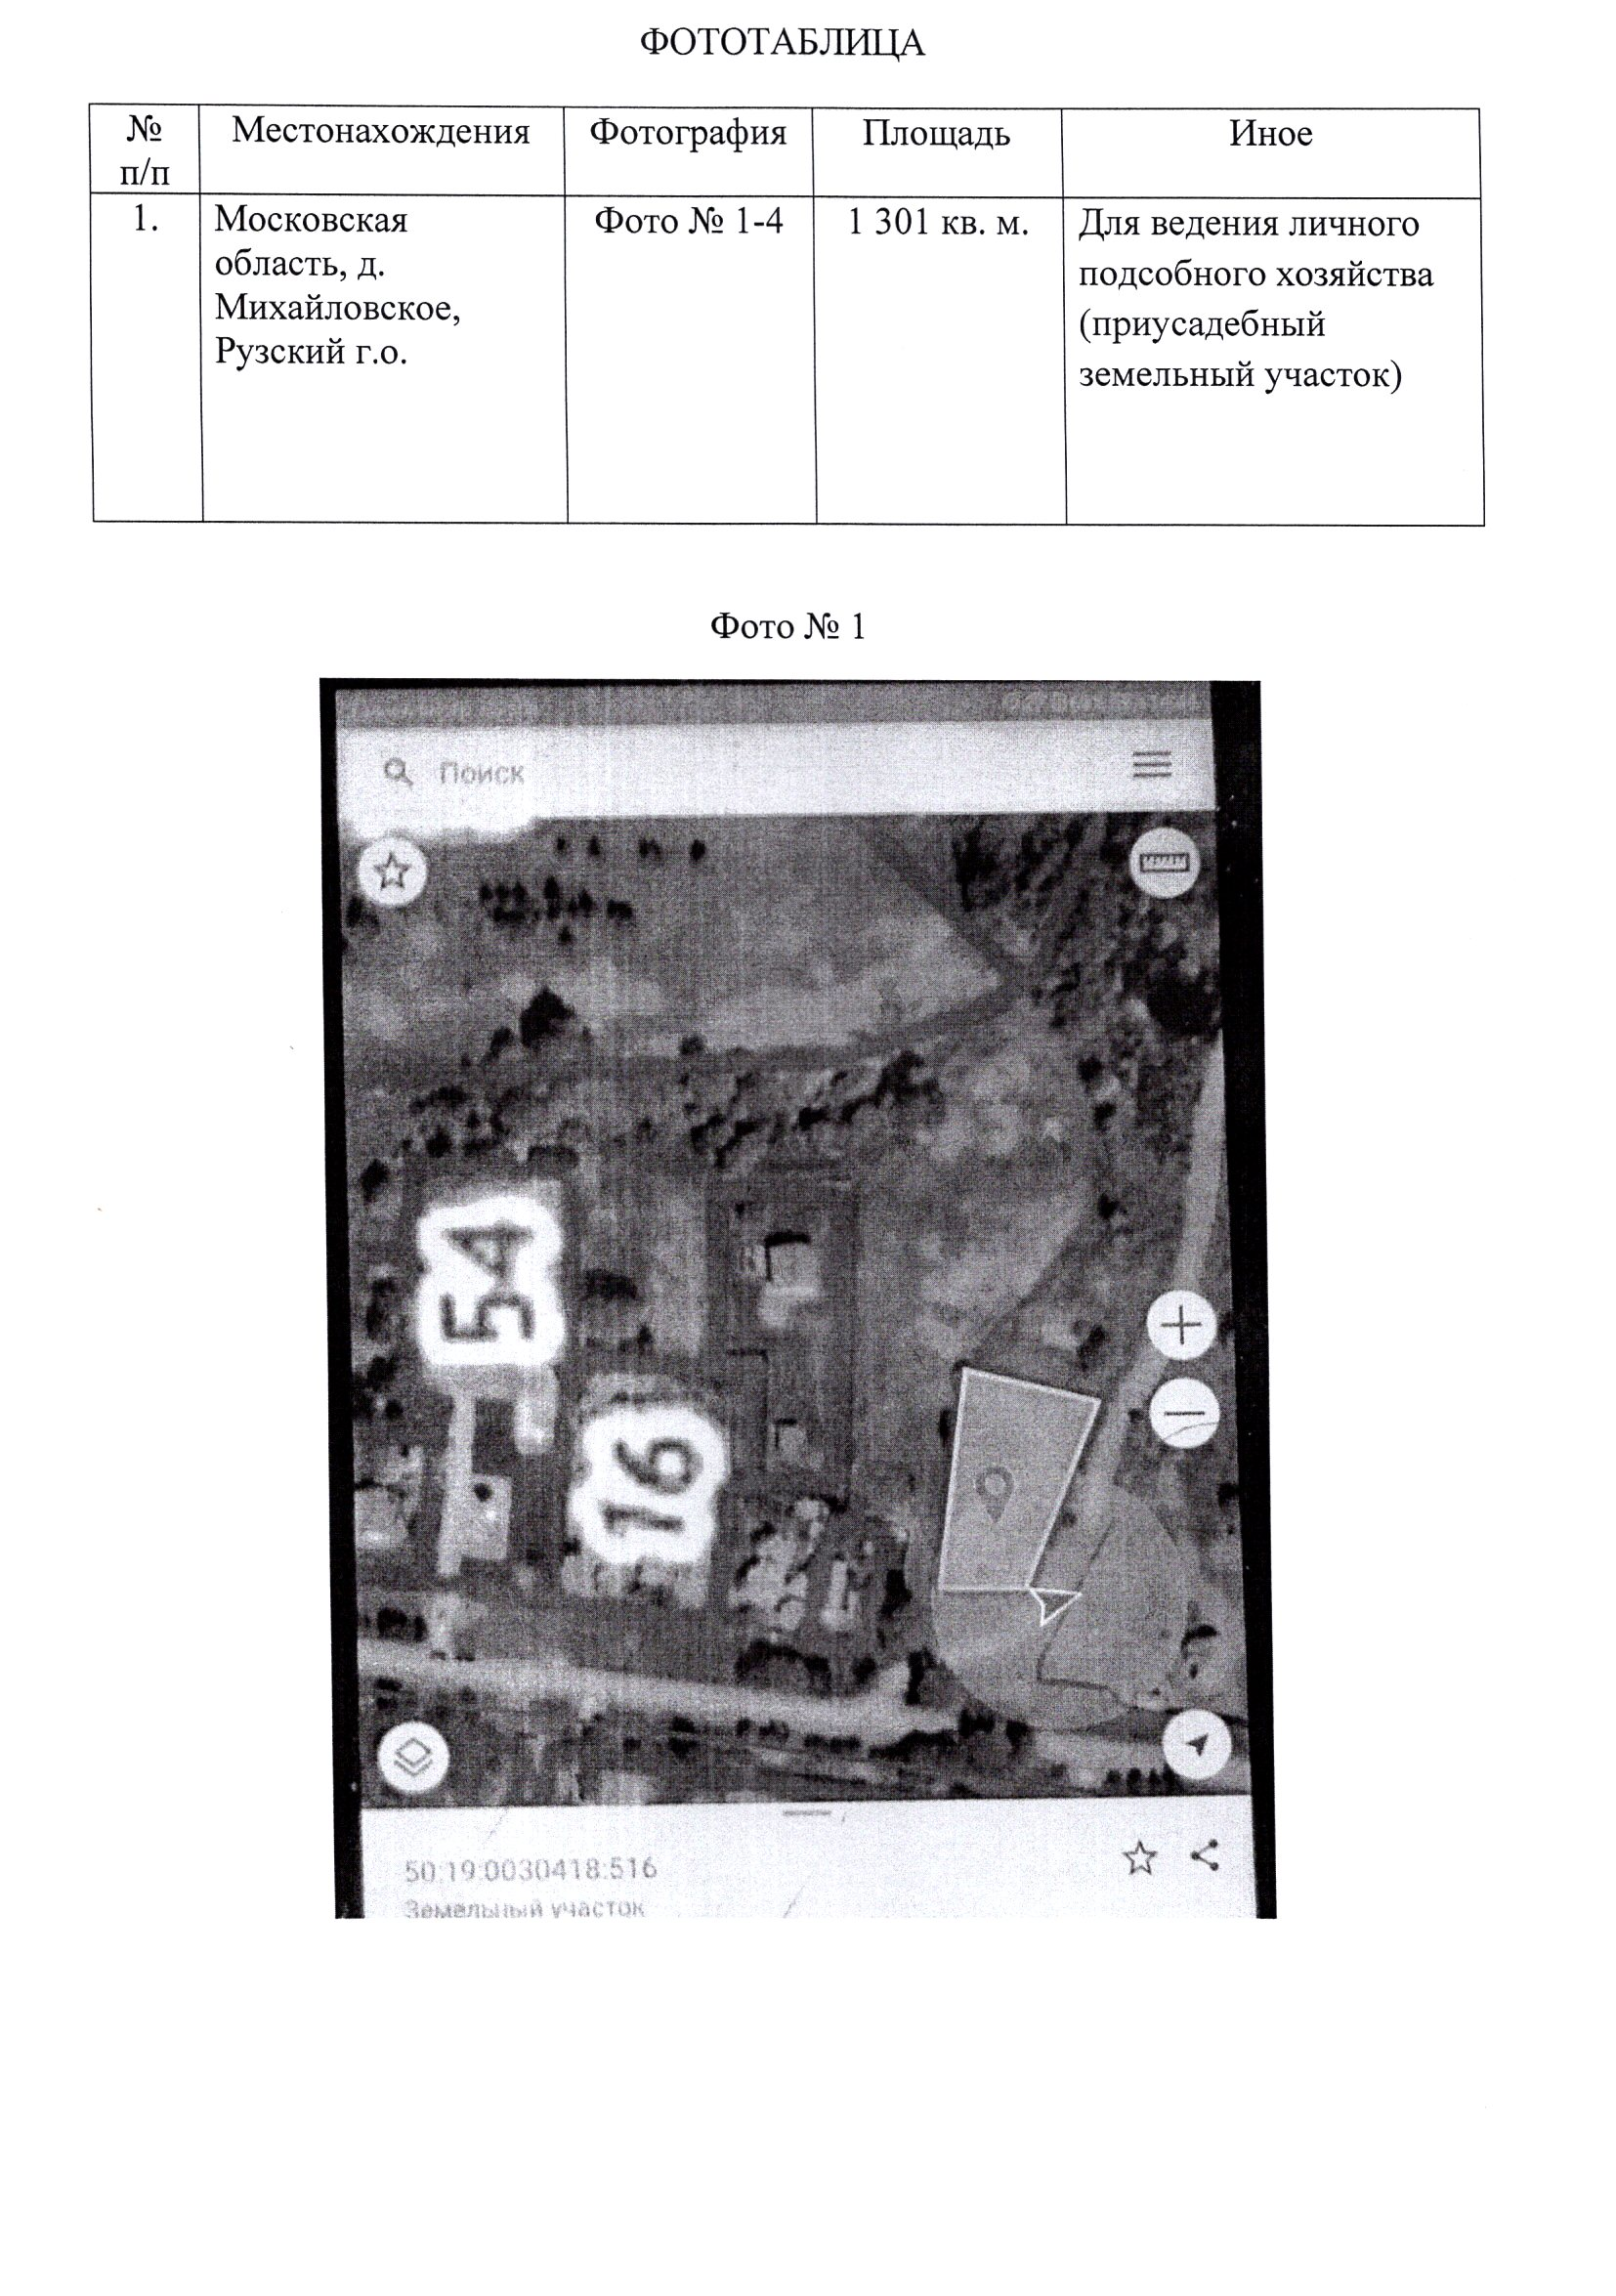 ФОТОТАБЛИЦА
№ п/п
Местонахождения
Фотография
Площадь
Иное
1.
Московская
область, д.
Михайловское,
Рузский г.о.
Фото № 1-4
1 301 кв. м.
Для ведения личного
подсобного хозяйства
(приусадебный
земельный участок)
Фото № 1
Поиск
54
16
50:19:0030418:516
Земельный участок